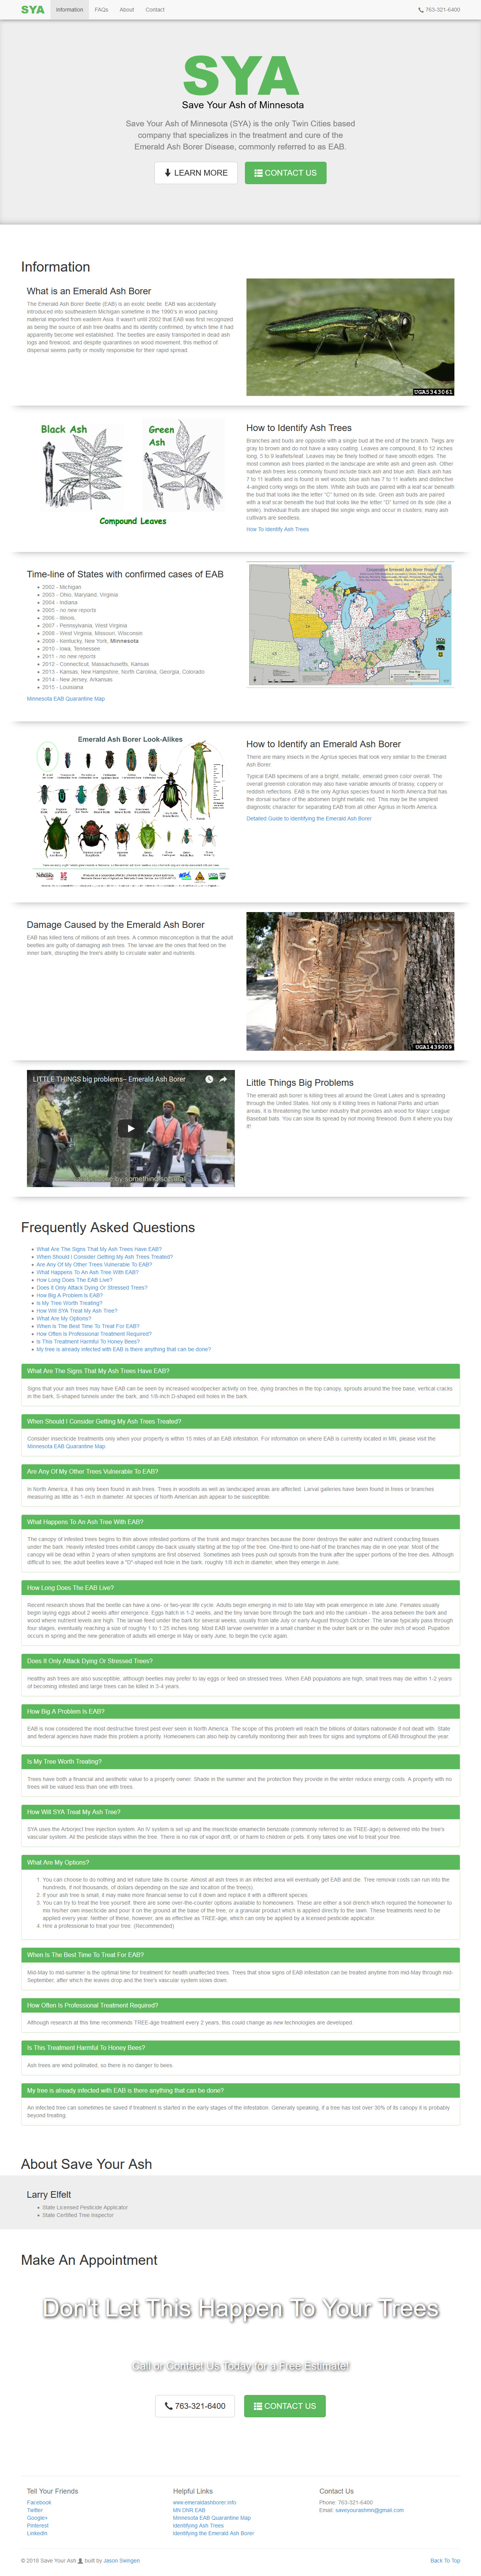 SYA
Information
FAQs
About
Contact
763-321-6400
SYA
Save Your Ash of Minnesota
Save Your Ash of Minnesota (SYA) is the only Twin Cities based
company that specializes in the treatment and cure of the
Emerald Ash Borer Disease, commonly referred to as EAB.
LEARN MORE
CONTACT US
Information
What is an Emerald Ash Borer
The Emerald Ash Borer Beetle (EAB) is an exotic beetle. EAB was accidentally
introduced into southeastern Michigan sometime in the 1990's in wood packing
material imported from eastern Asia. It wasn't until 2002 that EAB was first recognized
as being the source of ash tree deaths and its identity confirmed, by which time it had
apparently become well established. The beetles are easily transported in dead ash
logs and firewood, and despite quarantines on wood and movement, this method of
dispersal seems partly or mostly responsible for their rapid spread.
UGA5343061
Black Ash
Green
Ash
Compound Leaves
How to Identify Ash Trees
Branches and buds are opposite with a single bud at the end of the branch. Twigs are
gray to brown and do not have a waxy coating. Leaves are compound, 8 to 12 inches
long, 5 to 9 leaflets/leaf. Leaves may be finely toothed or have smooth edges. The
most common ash trees planted in the landscape are white ash and green ash. Other
native ash trees less commonly found include black ash and blue ash. Black ash has
7 to 11 leaflets and is found in wet woods; blue ash has 7 to 11 leaflets and distinctive
4-angled corky wings on the stem. White ash buds are paired with a leaf scar beneath
the bud that looks like the letter "C" turned on its side. Green ash buds are paired
with a leaf scar beneath the bud that looks like the letter "D" turned on its side (like a
smile). Individual fruits are shaped like single wings and occur in clusters; many ash
cultivars are seedless.
How To Identify Ash Trees
Time-line of States with confirmed cases of EAB
2002 - Michigan
2003 - Ohio, Maryland, Virginia
2004 - Indiana
2005 - no new reports
2006 - Illinois,
2007 - Pennsylvania, West Virginia
2008 - West Virginia, Missouri, Wisconsin
2009 - Kentucky, New York, Minnesota
2010 - Iowa, Tennessee
2011 - no new reports
2012 - Connecticut, Massachusetts, Kansas
2013 - Kansas, New Hampshire, North Carolina, Georgia, Colorado
2014 - New Jersey, Arkansas
2015 - Louisiana
Minnesota EAB Quarantine Map
Cooperative Emerald Ash Borer Project
Emerald Ash Borer Look-Alikes
How to Identify an Emerald Ash Borer
There are many insects in the Agrilus species that look very similar to the Emerald
Ash Borer.
Typical EAB specimens of are a bright, metalic, emerald green color overall. The
overall greenish coloration may also have variable amounts of brassy, coppery or
reddish reflections. EAB is the only Agrilus species found in North America that has
the dorsal surface of the abdomen bright metalic red. This may be the simplest
diagnostic character for separating EAB from all other Agrilus in North America.
Detailed Guide to Identifying the Emerald Ash Borer
Damage Caused by the Emerald Ash Borer
EAB has killed tens of millions of ash trees. A common misconception is that the adult
beetles are guilty of damaging ash trees. The larvae are the ones that feed on the
inner bark, disrupting the tree's ability to circulate water and nutrients.
UGA1439009
LITTLE THINGS big problems-- Emerald Ash Borer
Little Things Big Problems
The emerald ash borer is killing trees all around the Great Lakes and is spreading
through the United States. Not only is it killing trees in National Parks and urban
areas, it is threatening the lumber industry that provides ash wood for Major League
Baseball bats. You can slow its spread by not moving firewood. Burn it where you buy
it!
Frequently Asked Questions
What Are The Signs That My Ash Trees Have EAB?
When Should I Consider Getting My Ash Trees Treated?
Are Any Of My Other Trees Vulnerable To EAB?
What Happens To An Ash Tree With EAB?
How Long Does The EAB Live?
Does It Only Attack Dying Or Stressed Trees?
How Big A Problem Is EAB?
Is My Tree Worth Treating?
How Will SYA Treat My Ash Tree?
What Are My Options?
When Is The Best Time To Treat For EAB?
How Often Is Professional Treatment Required?
Is This Treatment Harmful To Honey Bees?
My tree is already infected with EAB is there anything that can be done?
What Are The Signs That My Ash Trees Have EAB?
Signs that your ash trees may have EAB can be seen by increased woodpecker activity on tree, dying branches in the top canopy, sprouts around the tree base, vertical cracks
in the bark, S-shaped tunnels under the bark, and 1/8-inch D-shaped exit holes in the bark.
When Should I Consider Getting My Ash Trees Treated?
Consider insecticide treatments only when your property is within 15 miles of an EAB infestation. For information on where EAB is currently located in MN, please visit the
Minnesota EAB Quarantine Map.
Are Any Of My Other Trees Vulnerable To EAB?
In North America, it has only been found in ash trees. Trees in woodlots as well as landscaped areas are affected. Larval galleries have been found in trees or branches
measuring as little as 1-inch in diameter. All species of North American ash appear to be susceptible.
What Happens To An Ash Tree With EAB?
The canopy of infested trees begins to thin above infested portions of the trunk and major branches because the borer destroys the water and nutrient conducting tissues
under the bark. Heavily infested trees exhibit canopy die-back usually starting at the top of the tree. One-third to one-half of the branches may die in one year. Most of the
canopy will be dead within 2 years of when symptoms are first observed. Sometimes ash trees push out sprouts from the trunk after the upper portions of the tree dies. Although
difficult to see, the adult beetles leave a "D"-shaped exit hole in the bark, roughly 1/8 inch in diameter, when they emerge in June.
How Long Does The EAB Live?
Recent research shows that the beetle can have a one- or two-year life cycle. Adults begin emerging in mid to late May with peak emergence in late June. Females usually
begin laying eggs about 2 weeks after emergence. Eggs hatch in 1-2 weeks, and the tiny larvae bore through the bark and into the cambium - the area between the bark and
wood where nutrient levels are high. The larvae feed under the bark for several weeks, usually from late July or early August through October. The larvae typically pass through
four stages, eventually reaching a size of roughly 1 to 1.25 inches long. Most EAB larvae overwinter in a small chamber in the outer bark or in the outer inch of wood. Pupation
occurs in spring and the new generation of adults will emerge in May or early June, to begin the cycle again.
Does It Only Attack Dying Or Stressed Trees?
Healthy ash trees are also susceptible, although beetles may prefer to lay eggs or feed on stressed trees. When EAB populations are high, small trees may die within 1-2 years
of becoming infested and large trees can be killed in 3-4 years.
How Big A Problem Is EAB?
EAB is now considered the most destructive forest pest ever seen in North America. The scope of this problem will reach the billions of dollars nationwide if not dealt with. State
and federal agencies have made this problem a priority. Homeowners can also help by carefully monitoring their ash trees for signs and symptoms of EAB throughout the year.
Is My Tree Worth Treating?
Trees have both a financial and aesthetic value to a property owner. Shade in the summer and the protection they provide in the winter reduce energy costs. A property with no
trees will be valued less than one with trees.
How Will SYA Treat My Ash Tree?
SYA uses the Arborject tree injection system. An IV system is set up and the insecticide emamectin benzoate (commonly referred to as TREE-äge) is delivered into the tree's
vascular system. All the pesticide stays within the tree. There is no risk of vapor drift, or of harm to children or pets. It only takes one visit to treat your tree.
What Are My Options?
1. You can choose to do nothing and let nature take its course. Almost all ash trees in an infected area will eventually get EAB and die. Tree removal costs can run into the
hundreds, if not thousands, of dollars depending on the size and location of the tree(s).
2. If your ash tree is small, it may make more financial sense to cut it down and replace it with a different species.
3. You can try to treat the tree yourself: there are some over-the-counter options available to homeowners. These are either a soil drench which required the homeowner to
mix his/her own insecticide and pour it on the ground at the base of the tree, or a granular product which is applied directly to the lawn. These treatments need to be
applied every year. Neither of these, however, are as effective as TREE-äge, which can only be applied by a licensed pesticide applicator.
4. Hire a professional to treat your tree. (Recommended)
When Is The Best Time To Treat For EAB?
Mid-May to mid-summer is the optimal time for treatment for health unaffected trees. Trees that show signs of EAB infestation can be treated anytime from mid-May through mid-
September, after which the leaves drop and the tree's vascular system slows down.
How Often Is Professional Treatment Required?
Although research at this time recommends TREE-äge treatment every 2 years, this could change as new technologies are developed.
Is This Treatment Harmful To Honey Bees?
Ash trees are wind pollinated, so there is no danger to bees.
My tree is already infected with EAB is there anything that can be done?
An infected tree can sometimes be saved if treatment is started in the early stages of the infestation. Generally speaking, if a tree has lost over 30% of its canopy it is probably
beyond treating.
About Save Your Ash
Larry Elfelt
State Licensed Pesticide Applicator
State Certified Tree Inspector
Make An Appointment
Don't Let This Happen To Your Trees
Call or Contact Us Today for a Free Estimate!
763-321-6400
CONTACT US
Tell Your Friends
Facebook
Twitter
Google+
Pinterest
LinkedIn
Helpful Links
www.emeraldashborer.info
MN DNR EAB
Minnesota EAB Quarantine Map
Identifying Ash Trees
Identifying the Emerald Ash Borer
Contact Us
Phone: 763-321-6400
Email: saveyourashmn@gmail.com
© 2016 Save Your Ash
built by Jason Swingen
Back To Top